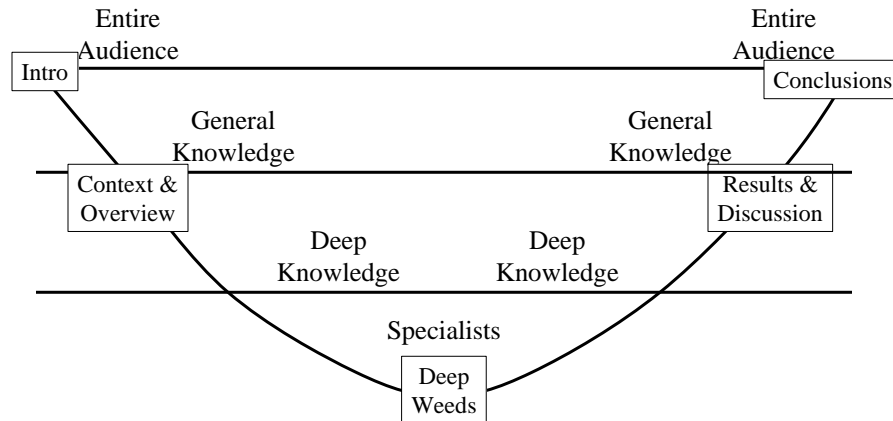 Entire
Audience
Entire
Audience
Intro
Conclusions
General
Knowledge
General
Knowledge
Context &
Overview
Results &
Discussion
Deep
Knowledge
Deep
Knowledge
Specialists
Deep
Weeds